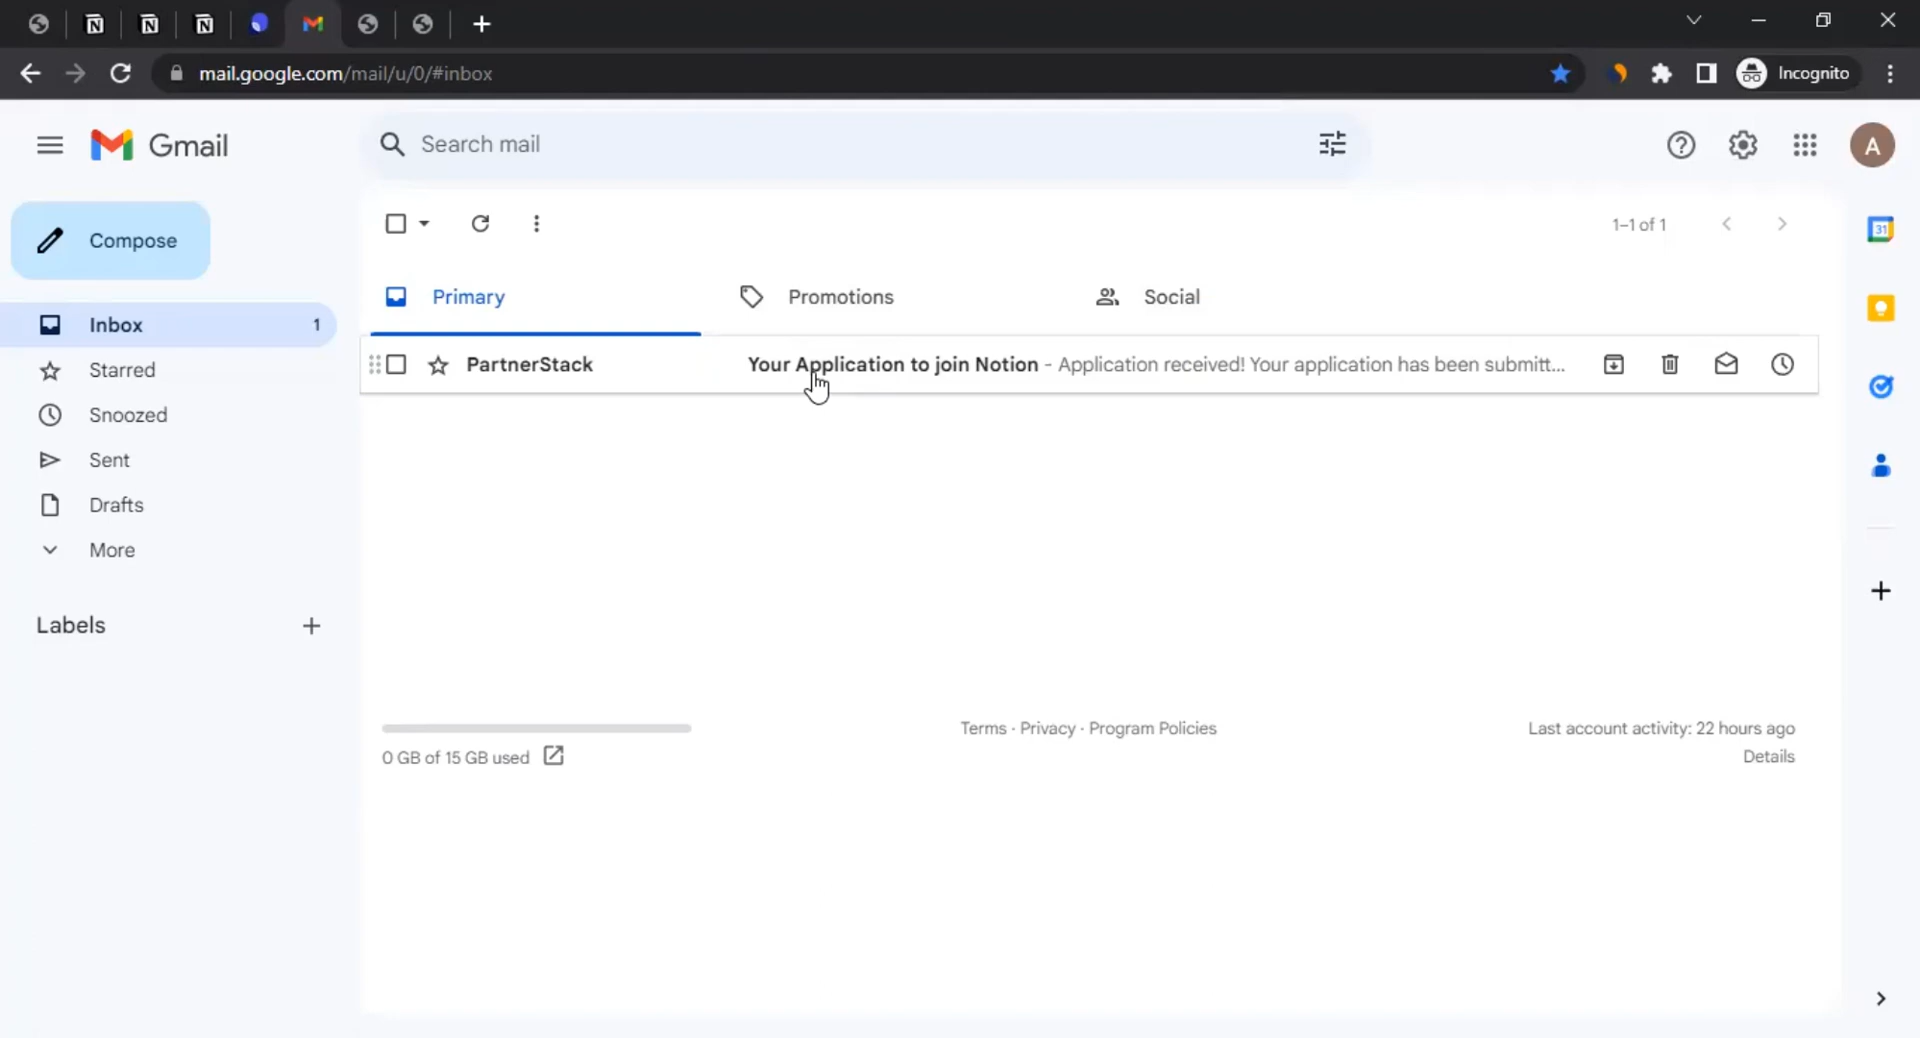 mail.google.com/mail/u/0/#inbox
Incognito
Gmail
Search mail
A
Compose
1–1 of 1
31
Primary
Promotions
Social
Inbox 1
Starred
Snoozed
Sent
Drafts
More
Labels
PartnerStack
Your Application to join Notion - Application received! Your application has been submitt...
0 GB of 15 GB used
Terms · Privacy · Program Policies
Last account activity: 22 hours ago
Details